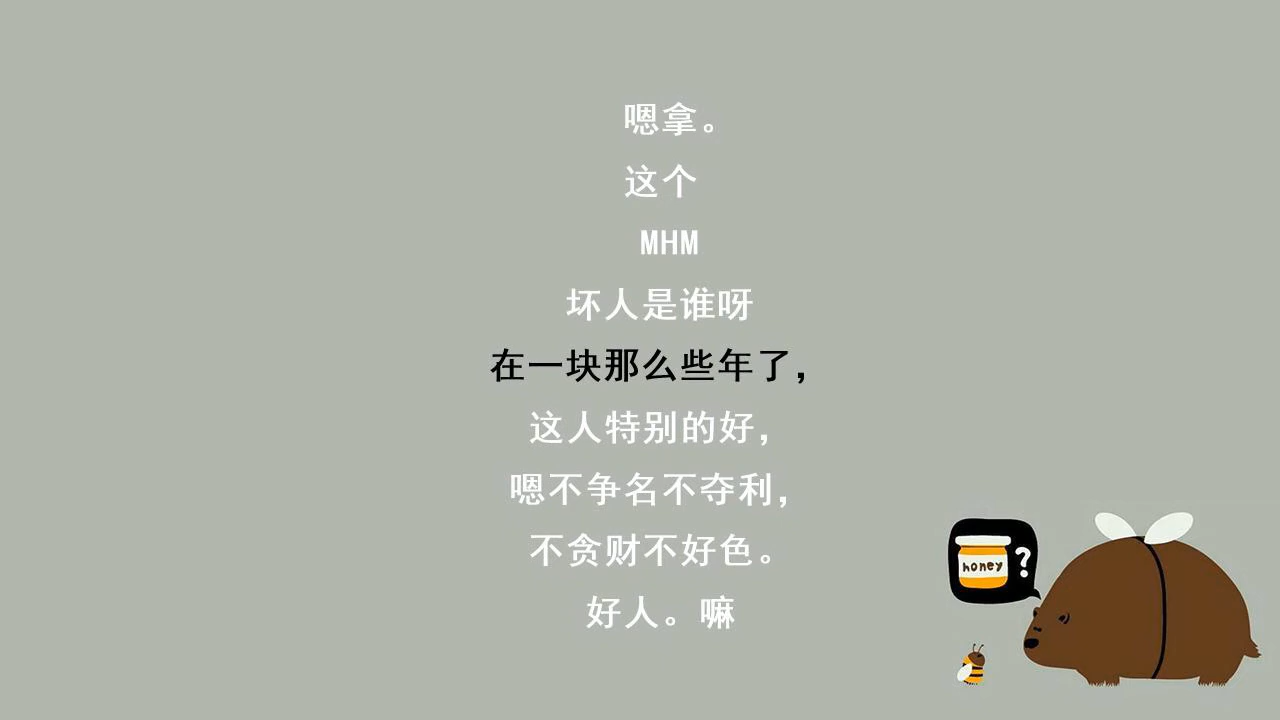 嗯拿。
这个
MHM
坏人是谁呀
在一块那么些年了，
这人特别的好，
嗯不争名不夺利，
不贪财不好色。
好人。嘛
honey
?